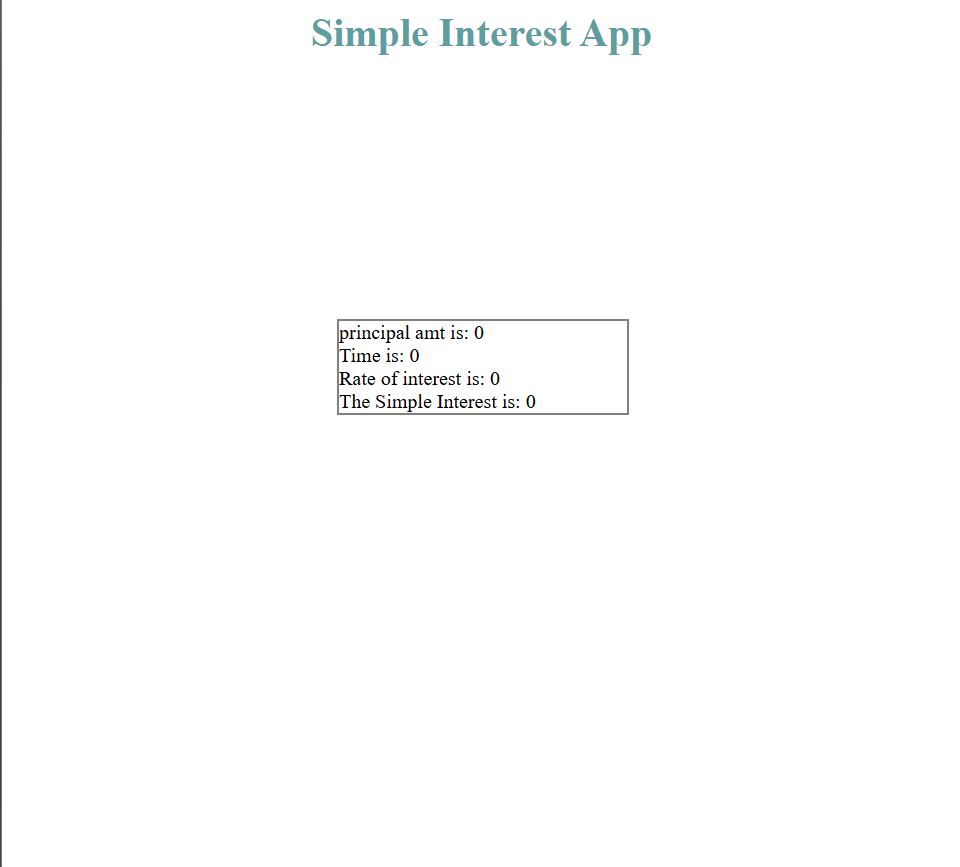 Simple Interest App
principal amt is: 0
Time is: 0
Rate of interest is: 0
The Simple Interest is: 0